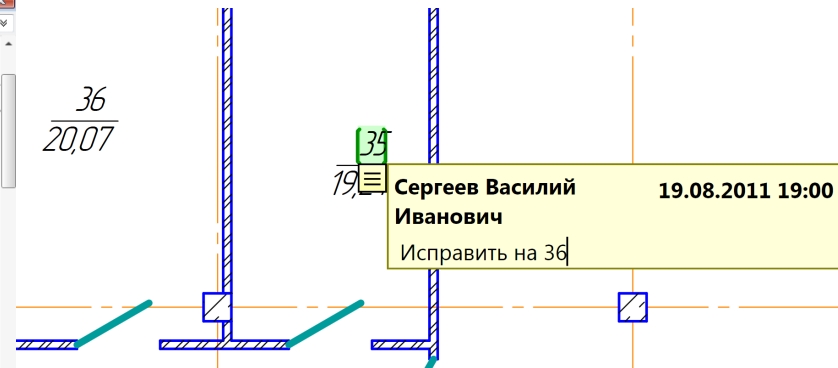 36
20,07
35
Сергеев Василий
Иванович
19.08.2011 19:00
Исправить на 36